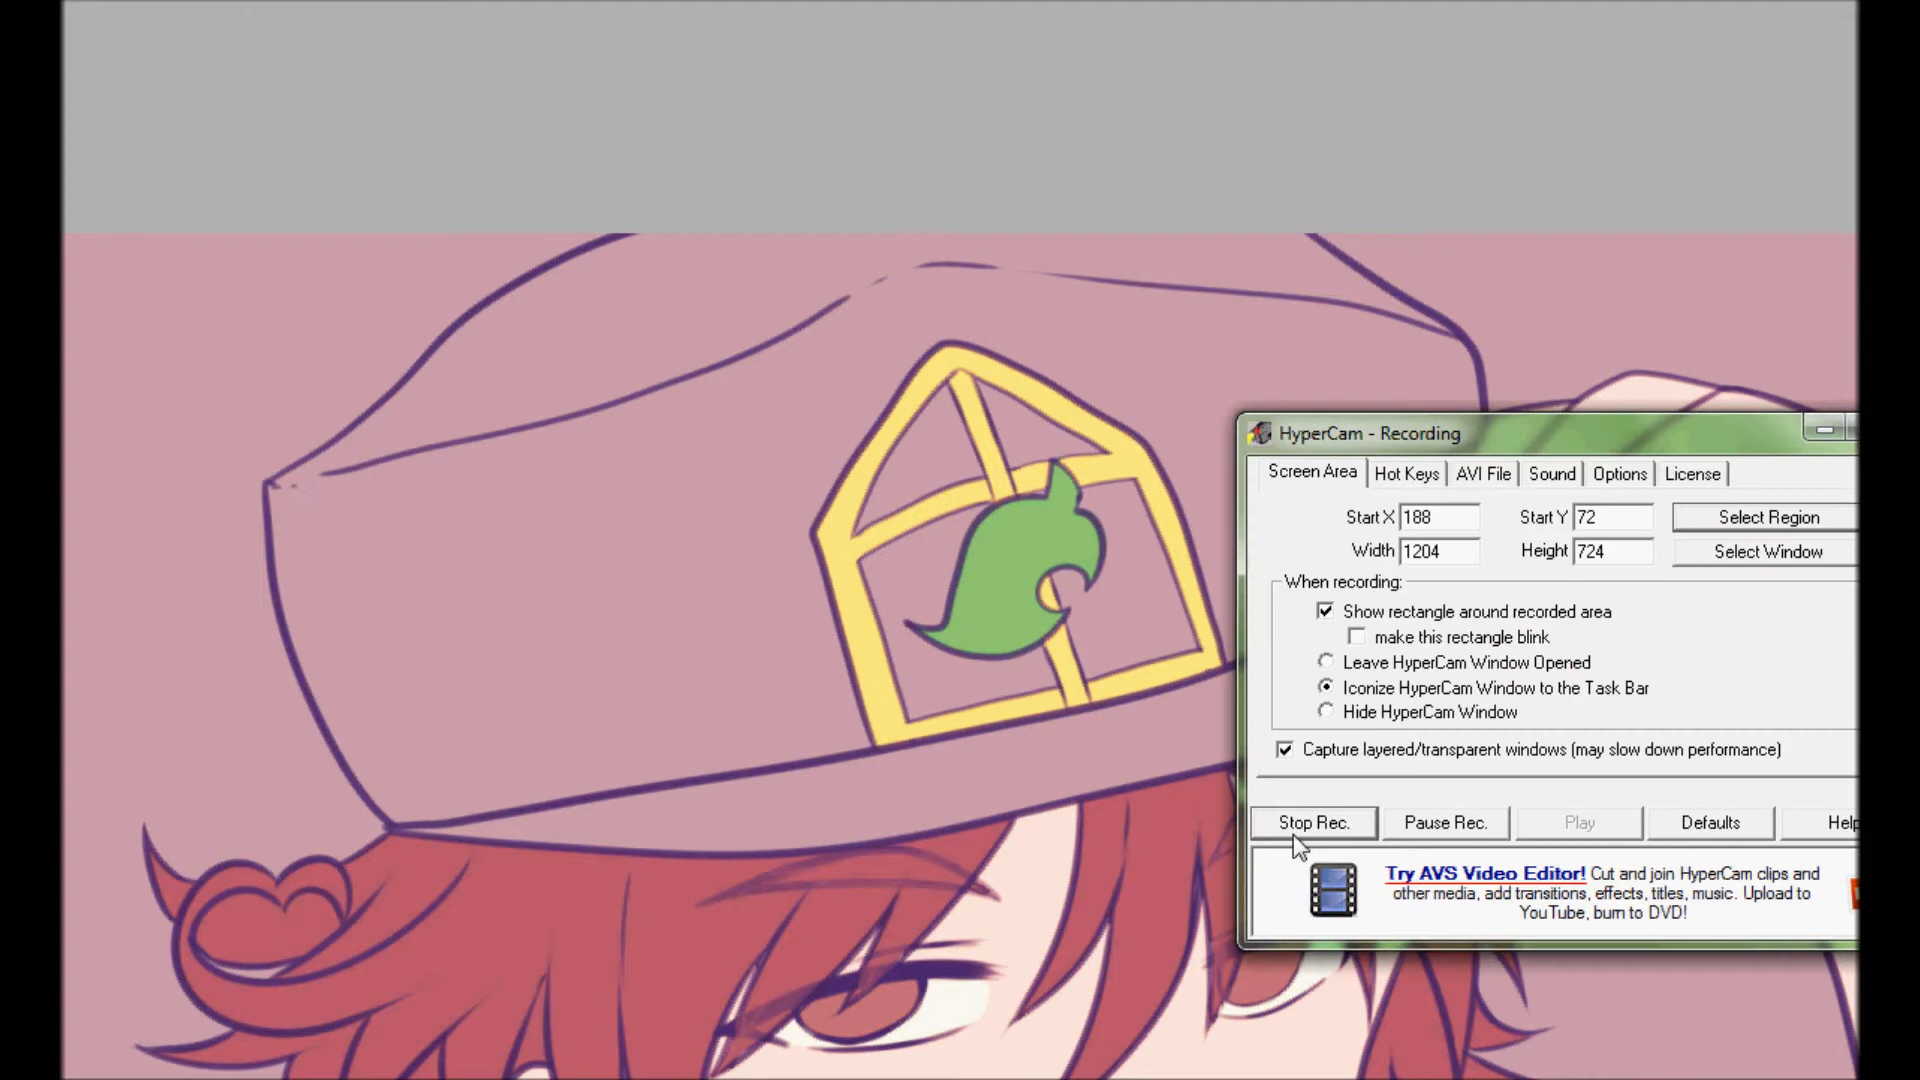 HyperCam - Recording
Screen Area Hot Keys AVI File Sound Options License
Start X 188 Start Y 72 Select Region
Width 1204 Height 724 Select Window
When recording:
Show rectangle around recorded area
make this rectangle blink
Leave HyperCam Window Opened
Iconize HyperCam Window to the Task Bar
Hide HyperCam Window
Capture layered/transparent windows (may slow down performance)
Stop Rec. Pause Rec. Play Defaults Help
Try AVS Video Editor! Cut and join HyperCam clips and
other media, add transitions, effects, titles, music. Upload to
YouTube, burn to DVD!